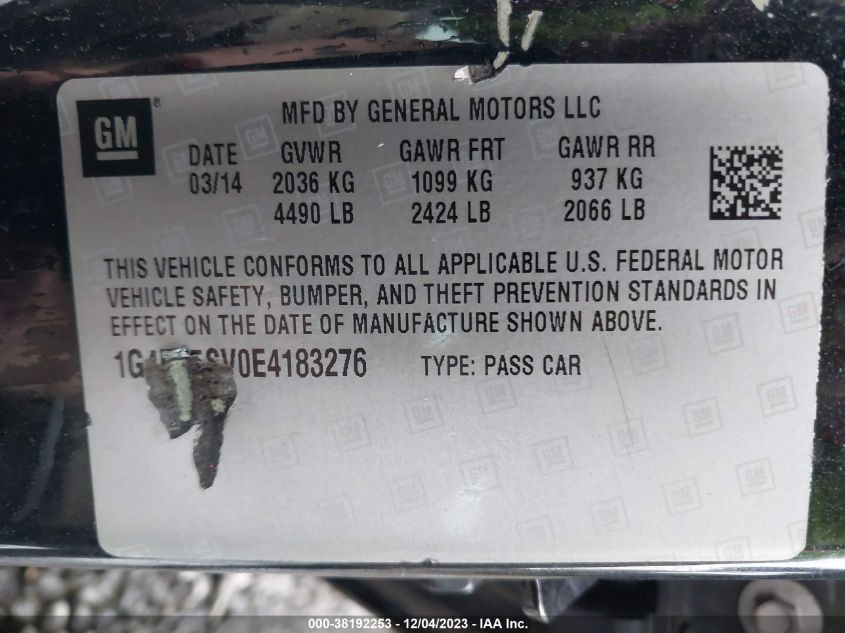 GM ®
MFD BY GENERAL MOTORS LLC
DATE GVWR GAWR FRT GAWR RR
03/14 2036 KG 1099 KG 937 KG
4490 LB 2424 LB 2066 LB
THIS VEHICLE CONFORMS TO ALL APPLICABLE U.S. FEDERAL MOTOR
VEHICLE SAFETY, BUMPER, AND THEFT PREVENTION STANDARDS IN
EFFECT ON THE DATE OF MANUFACTURE SHOWN ABOVE.
TYPE: PASS CAR
000-38192253 — 12/04/2023 — IAA Inc.